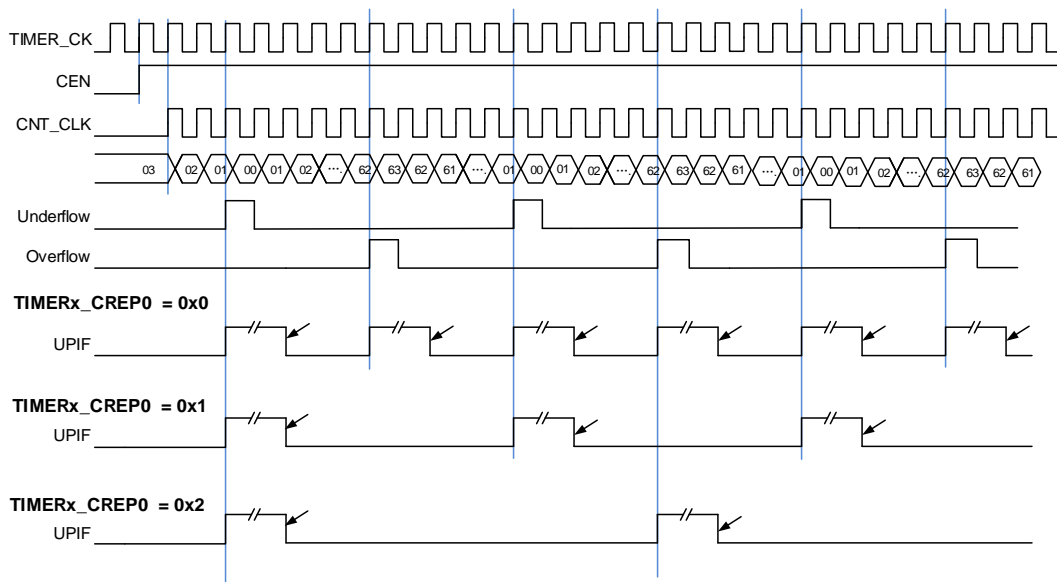 TIMER_CK
CEN
CNT_CLK
03 02 01 00 01 02 .... 62 63 62 61 .... 01 00 01 02 .... 62 63 62 61 .... 01 00 01 02 .... 62 63 62 61
Underflow
Overflow
TIMERx_CREP0 = 0x0
UPIF
TIMERx_CREP0 = 0x1
UPIF
TIMERx_CREP0 = 0x2
UPIF